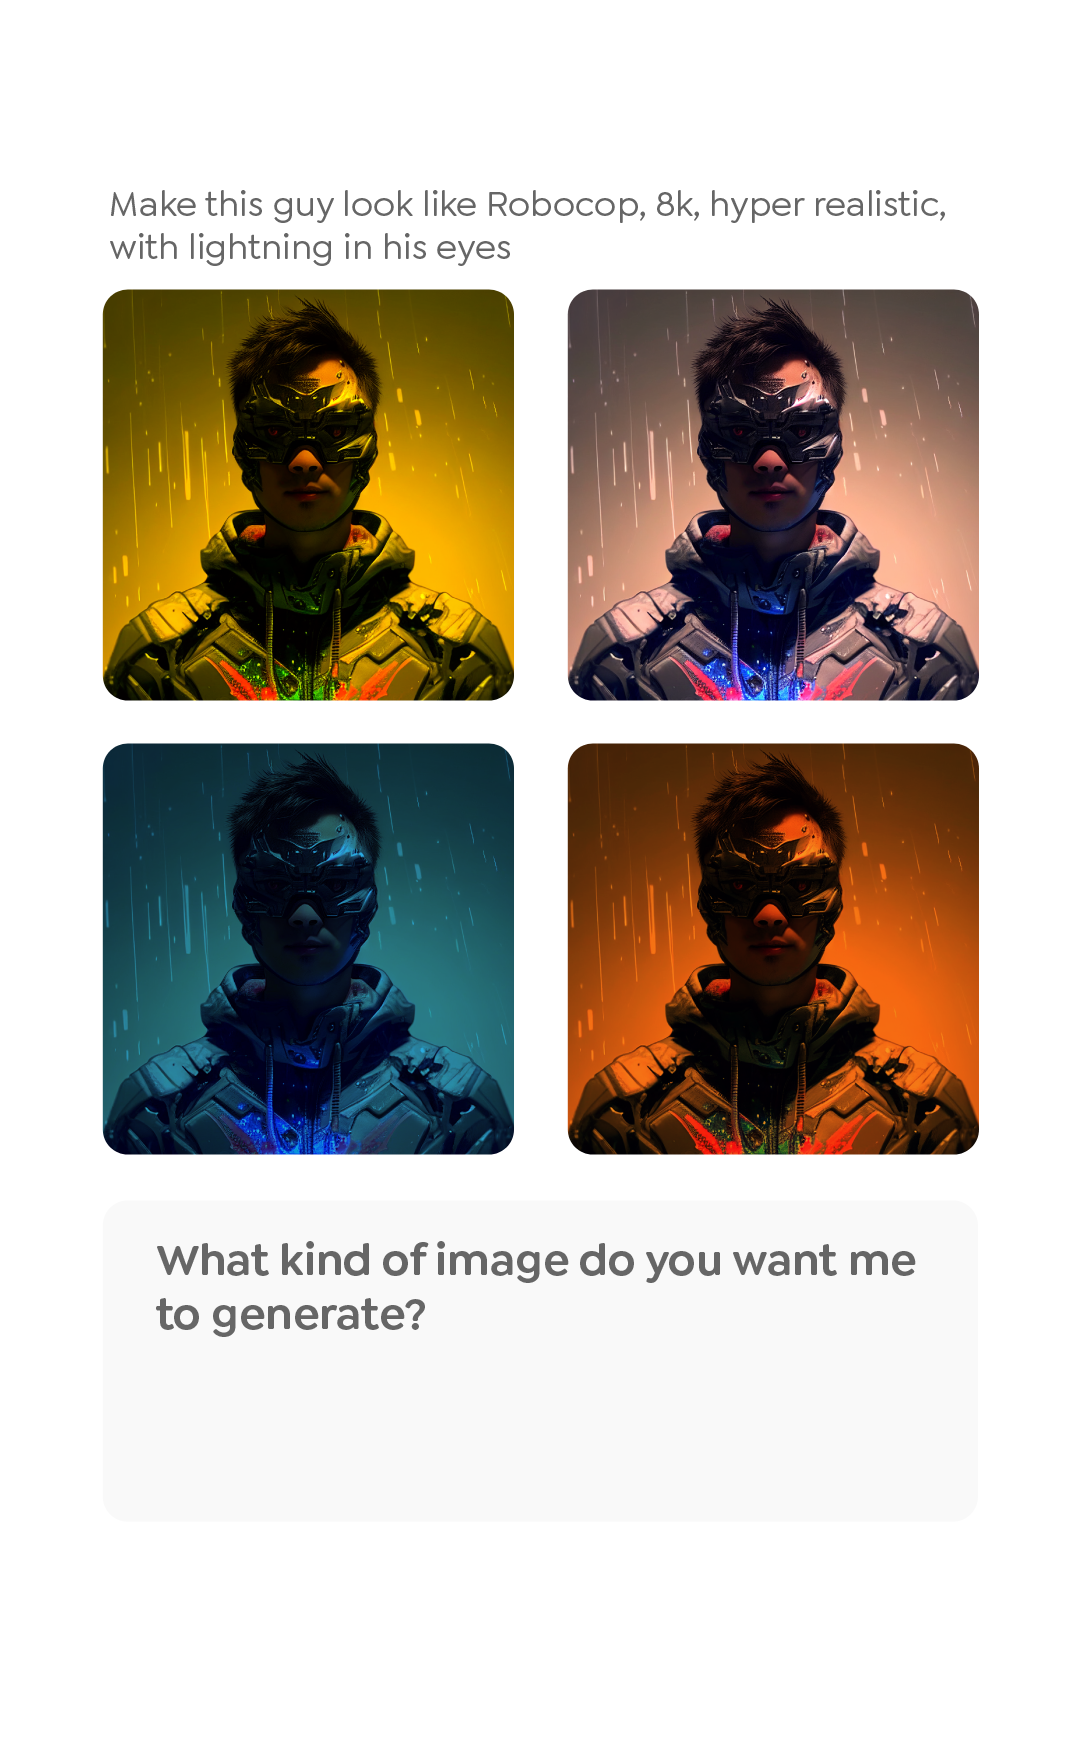 Make this guy look like Robocop, 8k, hyper realistic,
with lightning in his eyes
What kind of image do you want me
to generate?